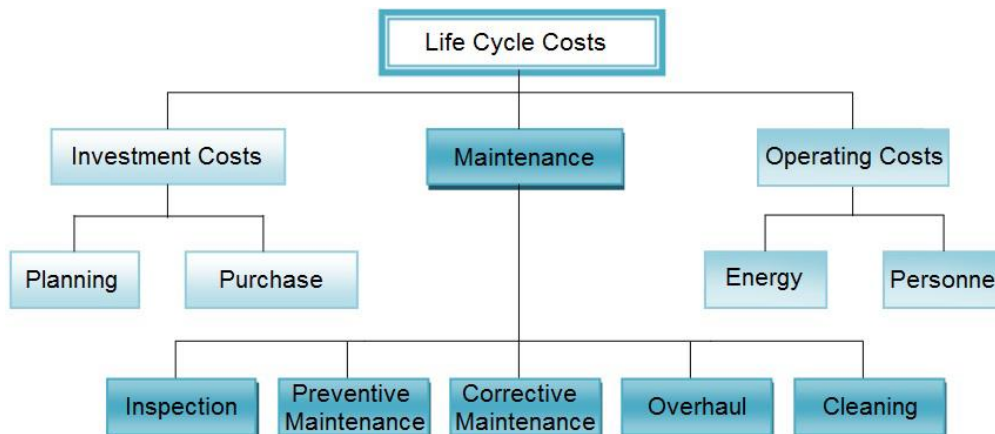 Life Cycle Costs
Investment Costs
Maintenance
Operating Costs
Planning
Purchase
Energy
Personne
Inspection
Preventive
Maintenance
Corrective
Maintenance
Overhaul
Cleaning